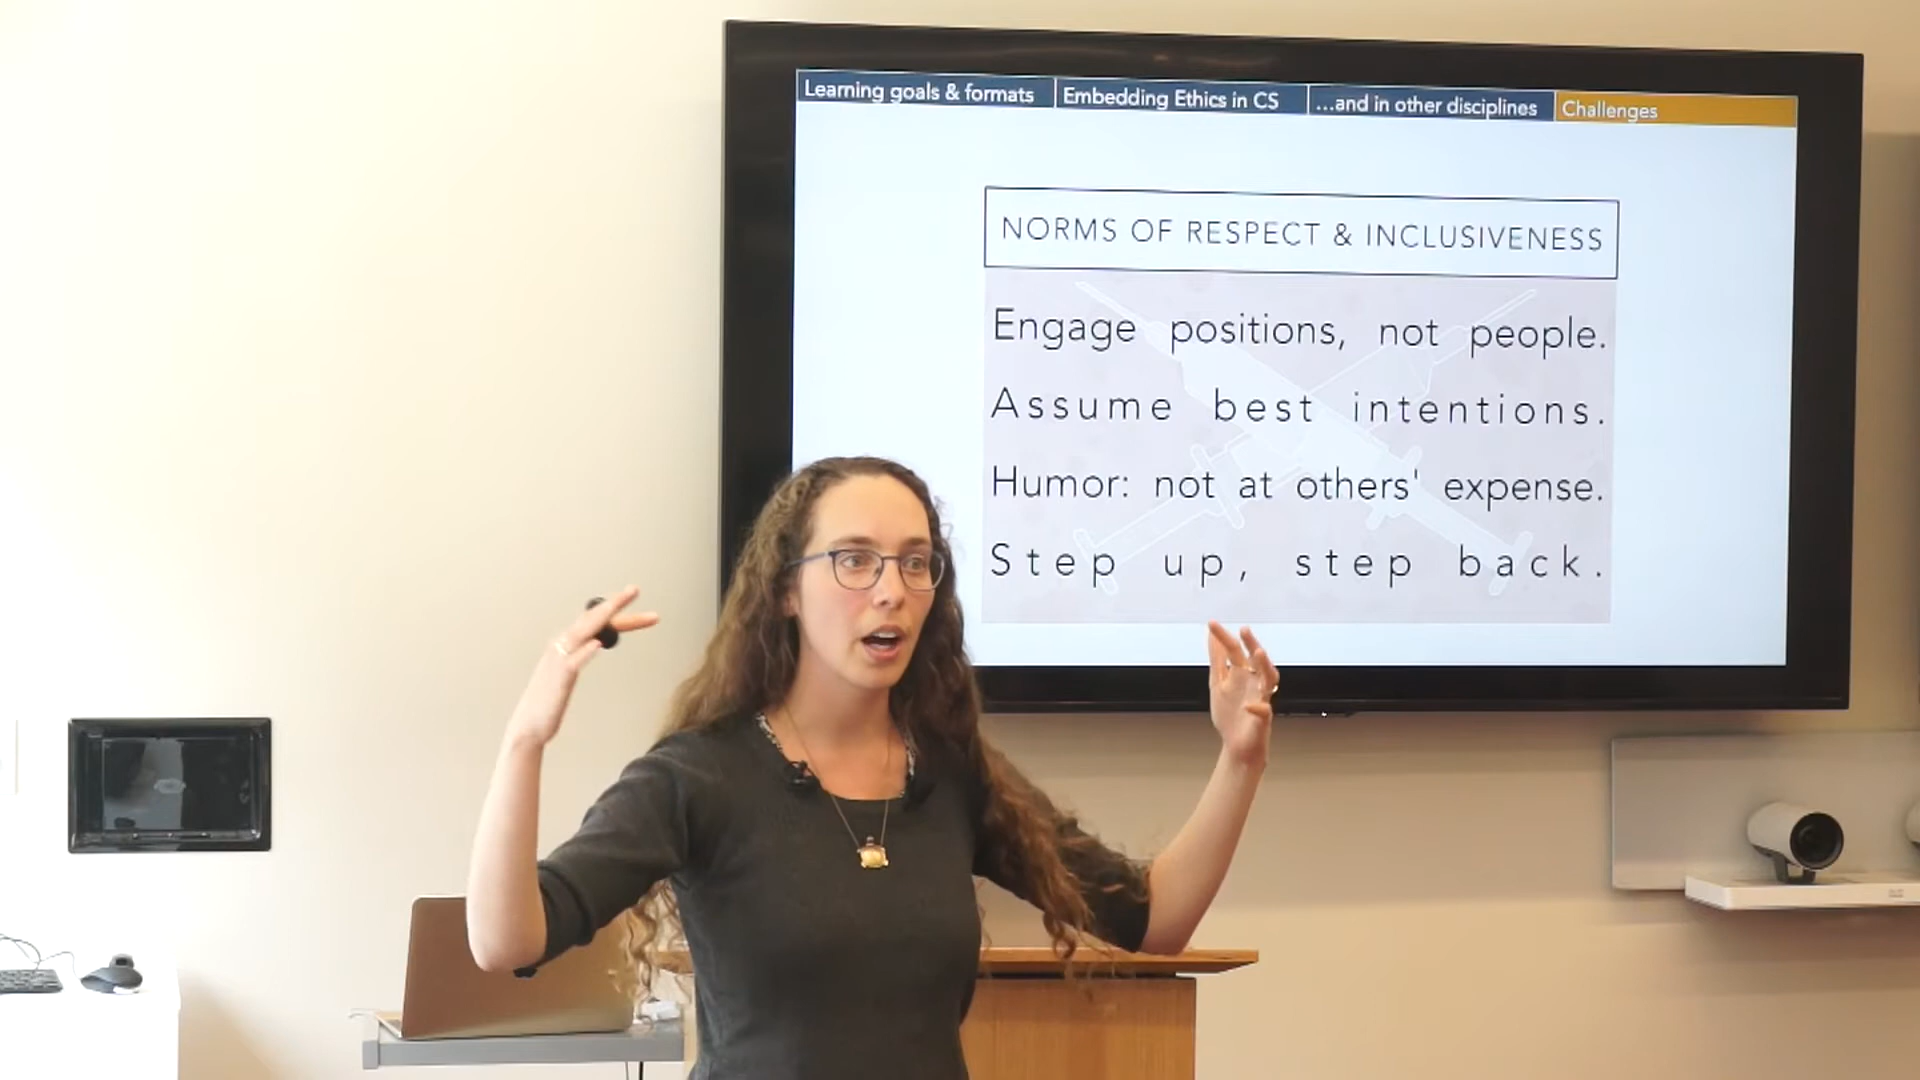 Learning goals & formats
Embedding Ethics in CS
...and in other disciplines
Challenges
NORMS OF RESPECT & INCLUSIVENESS
Engage positions, not people.
Assume best intentions.
Humor: not at others' expense.
Step up, step back.